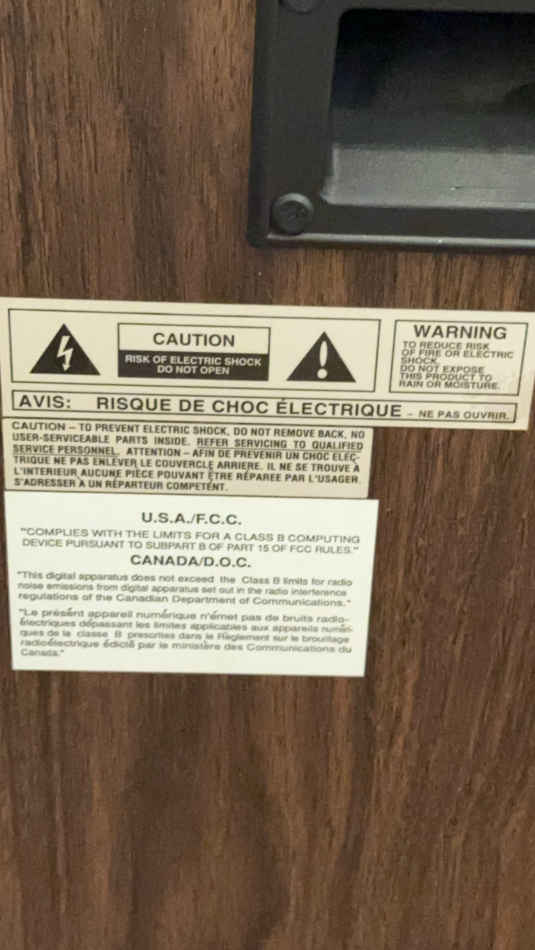 CAUTION
RISK OF ELECTRIC SHOCK
DO NOT OPEN
WARNING
TO REDUCE RISK
OF FIRE OR ELECTRIC
SHOCK
DO NOT EXPOSE
THIS PRODUCT TO
RAIN OR MOISTURE.
AVIS: RISQUE DE CHOC ÉLECTRIQUE – NE PAS OUVRIR.
CAUTION – TO PREVENT ELECTRIC SHOCK, DO NOT REMOVE BACK, NO
USER-SERVICEABLE PARTS INSIDE. REFER SERVICING TO QUALIFIED
SERVICE PERSONNEL. ATTENTION – AFIN DE PREVENIR UN CHOC ELEC-
TRIQUE NE PAS ENLEVER LE COUVERCLE ARRIERE. IL NE SE TROUVE À
L'INTERIEUR AUCUNE PIÈCE POUVANT ÊTRE RÉPAREE PAR L'USAGER.
S'ADRESSER À UN RÉPARTEUR COMPETENT.
U.S.A./F.C.C.
"COMPLIES WITH THE LIMITS FOR A CLASS B COMPUTING
DEVICE PURSUANT TO SUBPART B OF PART 15 OF FCC RULES."
CANADA/D.O.C.
"This digital apparatus does not exceed the Class B limits for radio
noise emissions from digital apparatus set out in the radio interference
regulations of the Canadian Department of Communications."
"Le présent appareil numérique n'émet pas de bruits radio-
électriques dépassant les limites applicables aux appareils numéri-
ques de la classe B prescrites dans le Règlement sur le brouillage
radioélectrique édicté par le ministère des Communications du
Canada."